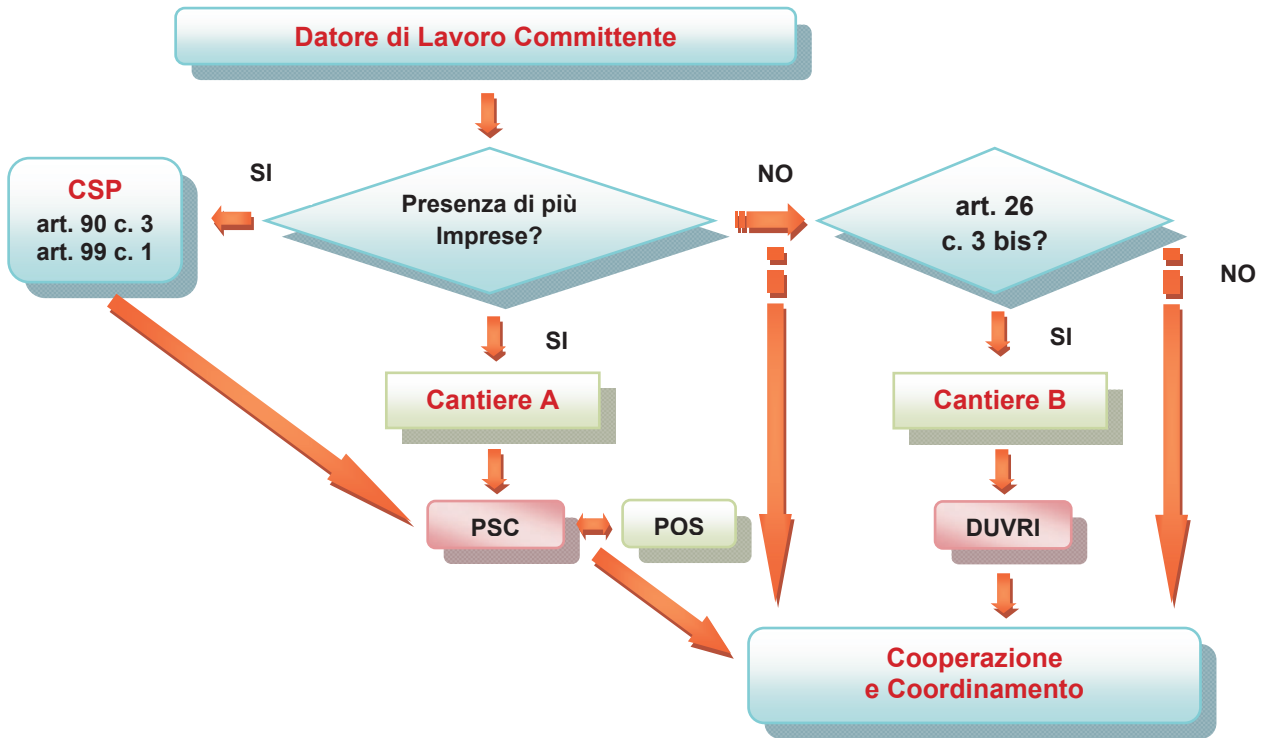 Datore di Lavoro Committente
SI
NO
CSP
art. 90 c. 3
art. 99 c. 1
Presenza di più
Imprese?
art. 26
c. 3 bis?
NO
SI
SI
Cantiere A
Cantiere B
PSC
POS
DUVRI
Cooperazione
e Coordinamento